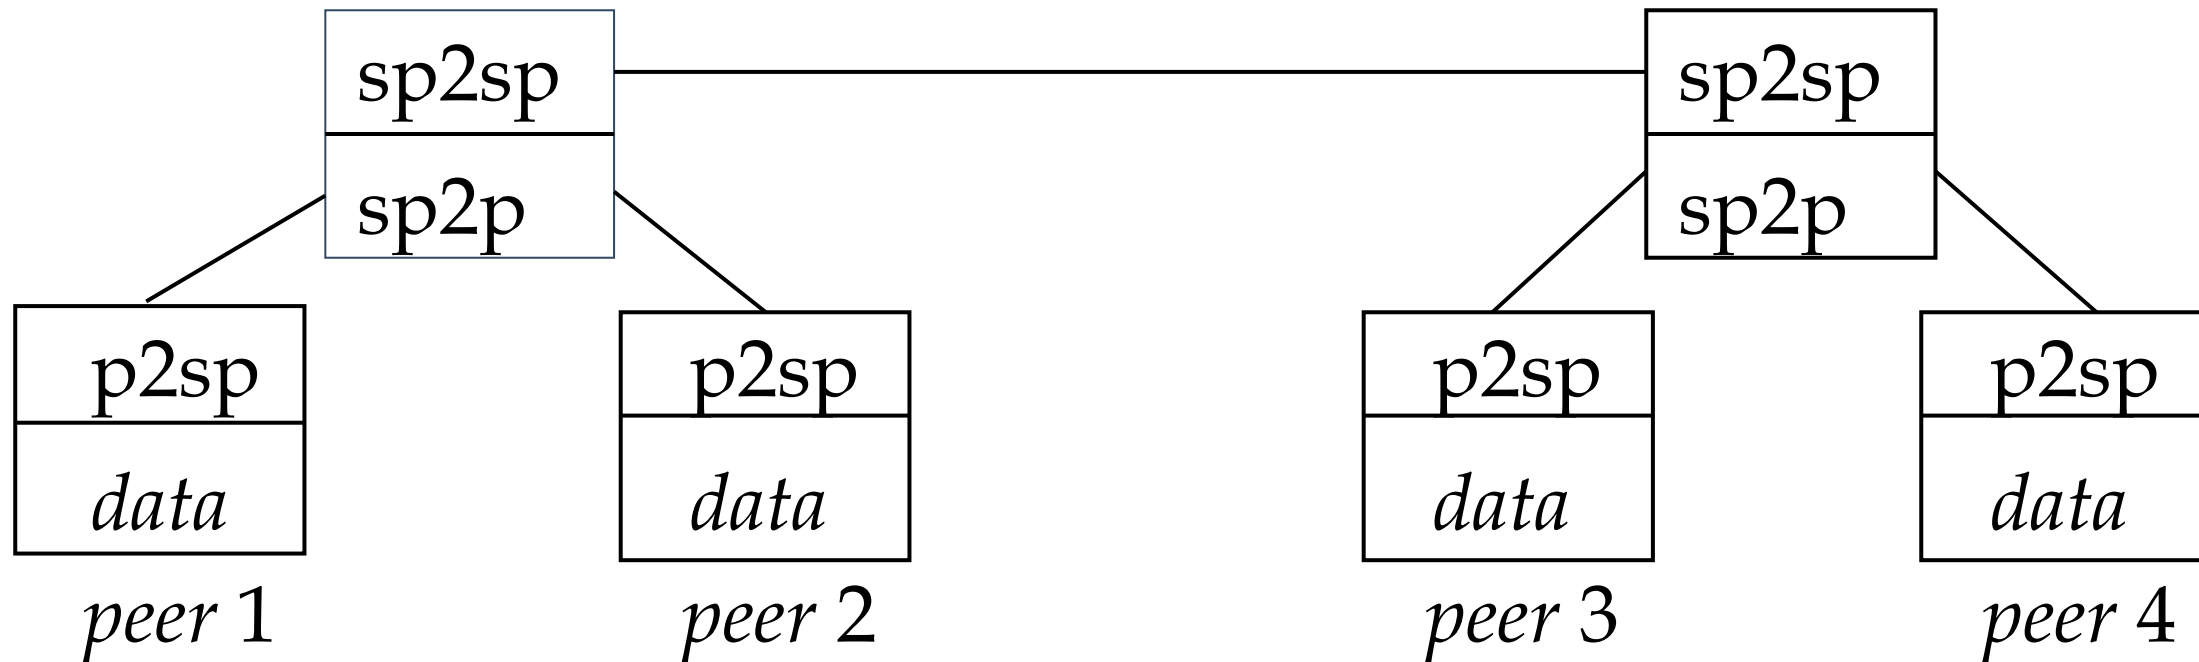 sp2sp
sp2p
sp2sp
sp2p
p2sp
data
peer 1
p2sp
data
peer 2
p2sp
data
peer 3
p2sp
data
peer 4